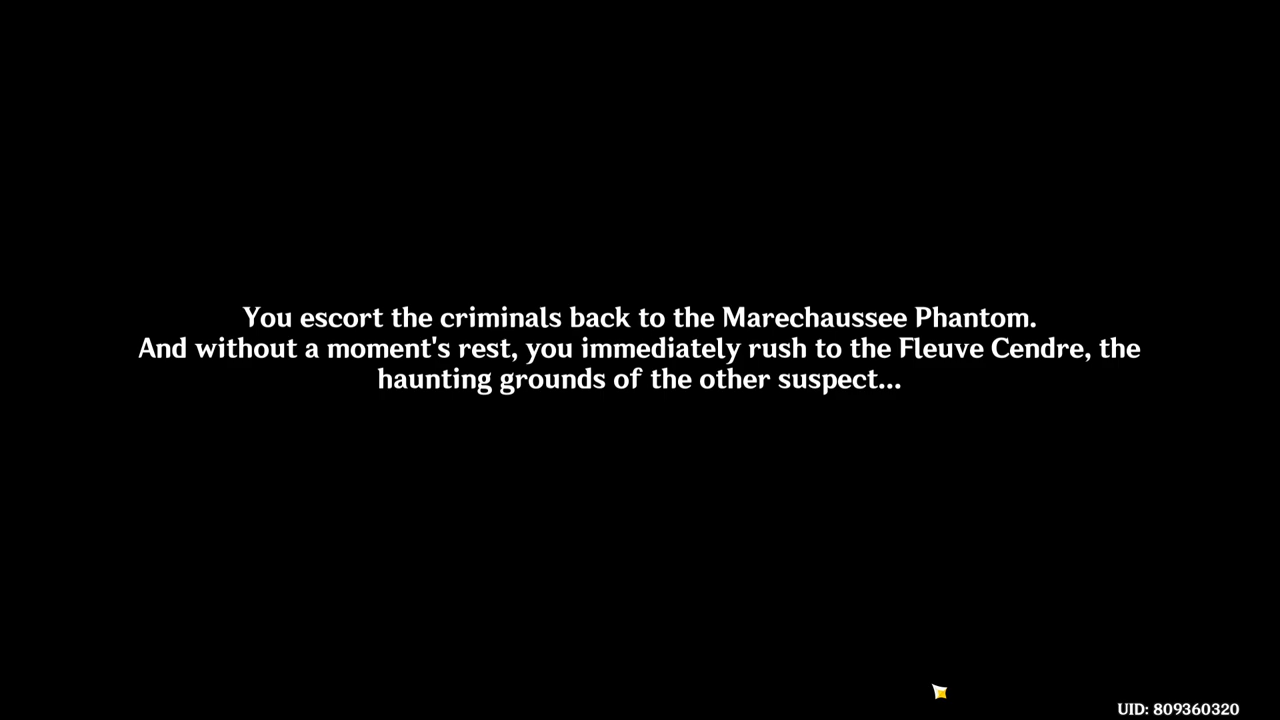 You escort the criminals back to the Marechaussee Phantom.
And without a moment's rest, you immediately rush to the Fleuve Cendre, the
haunting grounds of the other suspect...
UID: 809360320